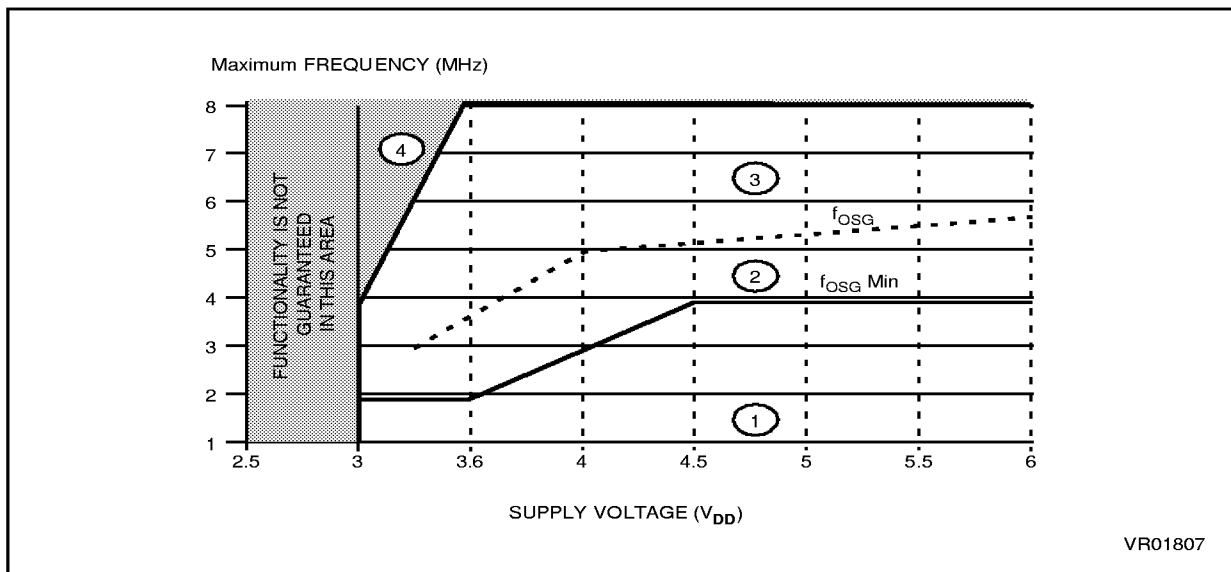 Maximum FREQUENCY (MHz)
8
7
6
5
4
3
2
1
4
3
2
1
fOSG
fOSG Min
FUNCTIONALITY IS NOT
GUARANTEED
IN THIS AREA
2.5 3 3.6 4 4.5 5 5.5 6
SUPPLY VOLTAGE (VDD)
VR01807